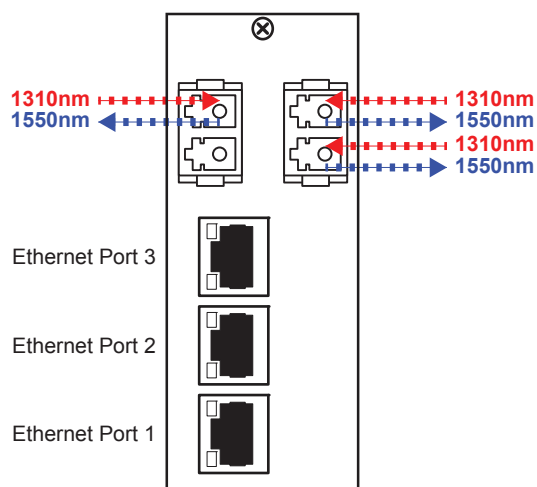 1310nm
1550nm
1310nm
1550nm
1310nm
1550nm
Ethernet Port 3
Ethernet Port 2
Ethernet Port 1